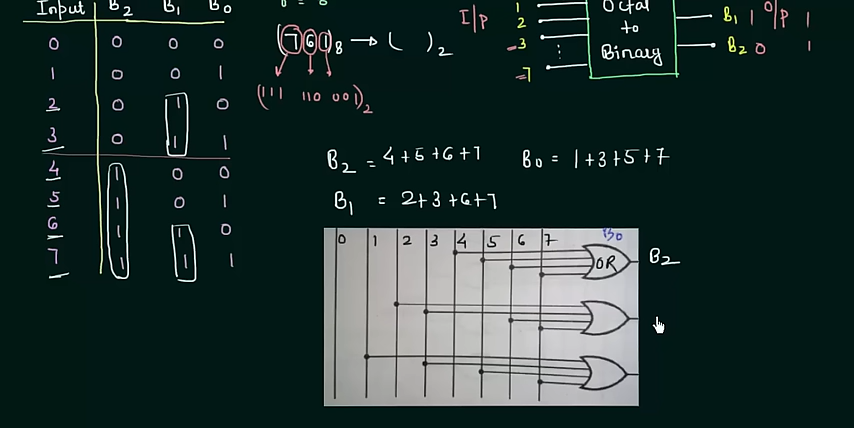 Input B2 B1 B0
0 0 0 0
1 0 0 1
2 0 1 0
3 0 1 1
4 1 0 0
5 1 0 1
6 1 1 0
7 1 1 1
(7 6 1)8 → ( )2
(111 110 001)2
I/p
1
2
3
7
Octal
to
Binary
B1 1 O/P 1
B2 0 1
B2 = 4+5+6+7 B0 = 1+3+5+7
B1 = 2+3+6+7
0 1 2 3 4 5 6 7 B0
OR B2